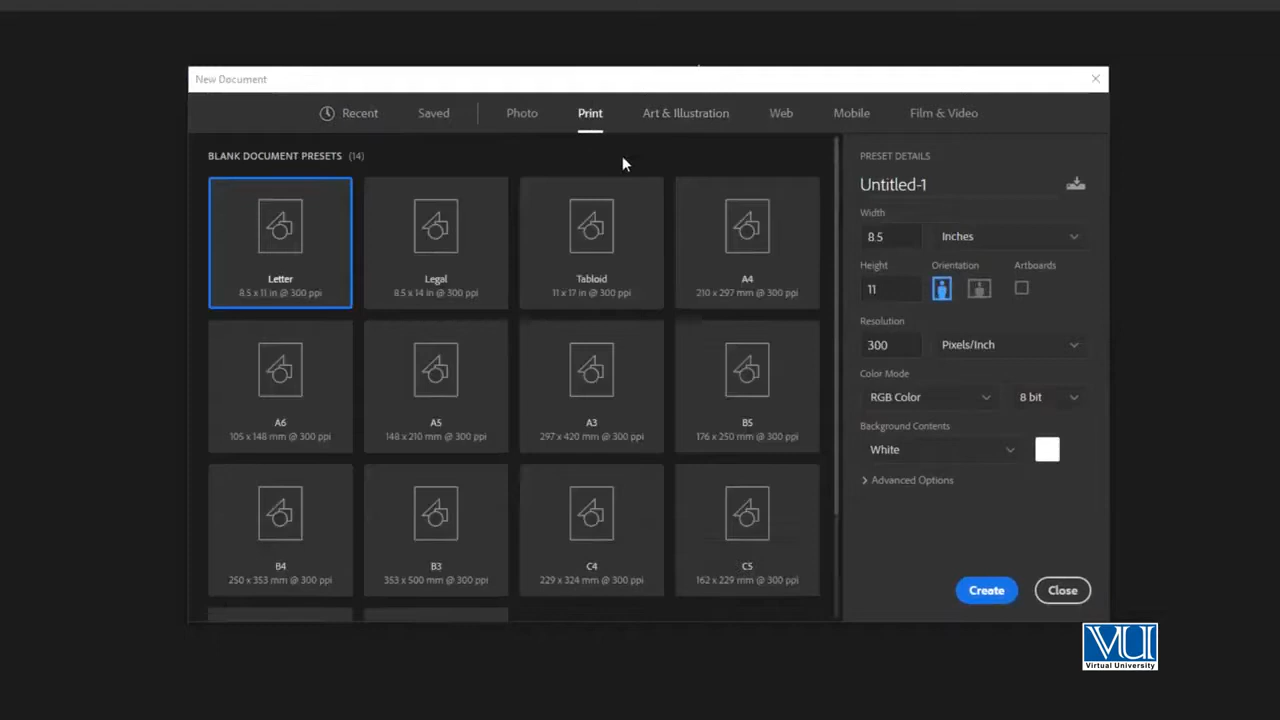 New Document
Recent Saved Photo Print Art & Illustration Web Mobile Film & Video
BLANK DOCUMENT PRESETS (14)
Letter
8.5 x 11 in @ 300 ppi
Legal
8.5 x 14 in @ 300 ppi
Tabloid
11 x 17 in @ 300 ppi
A4
210 x 297 mm @ 300 ppi
A6
105 x 148 mm @ 300 ppi
A5
148 x 210 mm @ 300 ppi
A3
297 x 420 mm @ 300 ppi
B5
176 x 250 mm @ 300 ppi
B4
250 x 353 mm @ 300 ppi
B3
353 x 500 mm @ 300 ppi
C4
229 x 324 mm @ 300 ppi
C5
162 x 229 mm @ 300 ppi
PRESET DETAILS
Untitled-1
Width
8.5 Inches
Height Orientation Artboards
11
Resolution
300 Pixels/Inch
Color Mode
RGB Color 8 bit
Background Contents
White
Advanced Options
Create Close
VU
Virtual University